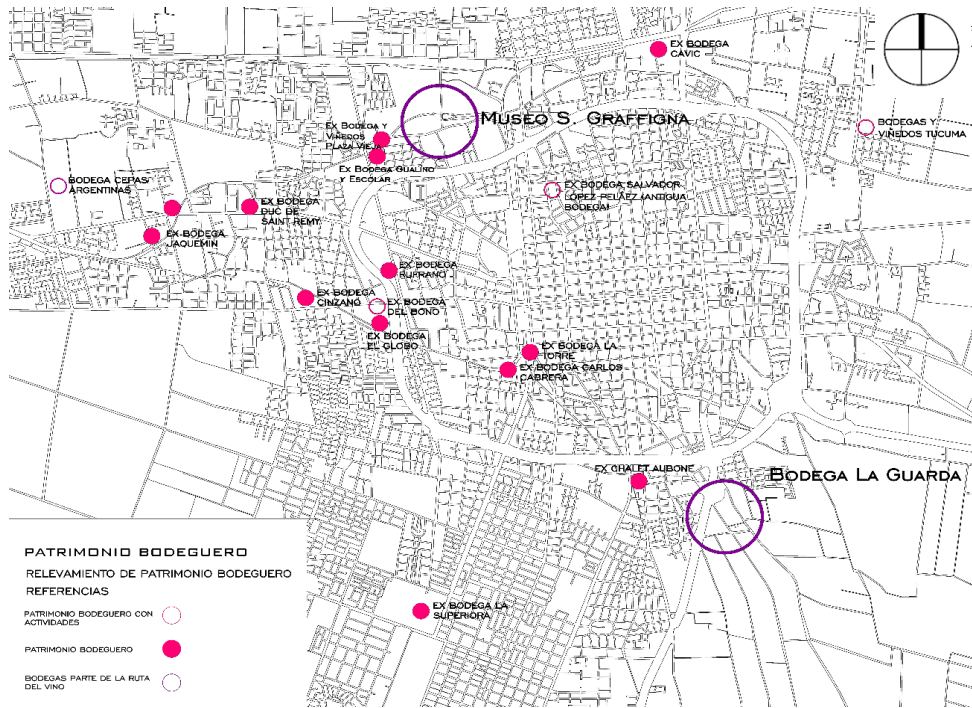 EX BODEGA
CAVIC
MUSEO S. GRAFFIGNA
BODEGAS Y
VIÑEDOS TUCUMA
EX BODEGA Y
VIÑEDOS
PLAZA VIEJA
EX BODEGA GUALINO
Y ESCOLAR
BODEGA CEPAS
ARGENTINAS
EX BODEGA SALVADOR
LOPEZ PELAEZ (ANTIGUA
BODEGA)
EX BODEGA
DUC DE
SAINT REMY
EX BODEGA
JAQUEMIN
EX BODEGA
RUFRANO
EX BODEGA
CINZANO
EX BODEGA
DEL BONO
EX BODEGA
EL GLOBO
EX BODEGA LA
TORRE
EX BODEGA CARLOS
CABRERA
EX CHALET AUBONE
BODEGA LA GUARDA
EX BODEGA LA
SUPERIORA
PATRIMONIO BODEGUERO
RELEVAMIENTO DE PATRIMONIO BODEGUERO
REFERENCIAS
PATRIMONIO BODEGUERO CON
ACTIVIDADES
PATRIMONIO BODEGUERO
BODEGAS PARTE DE LA RUTA
DEL VINO